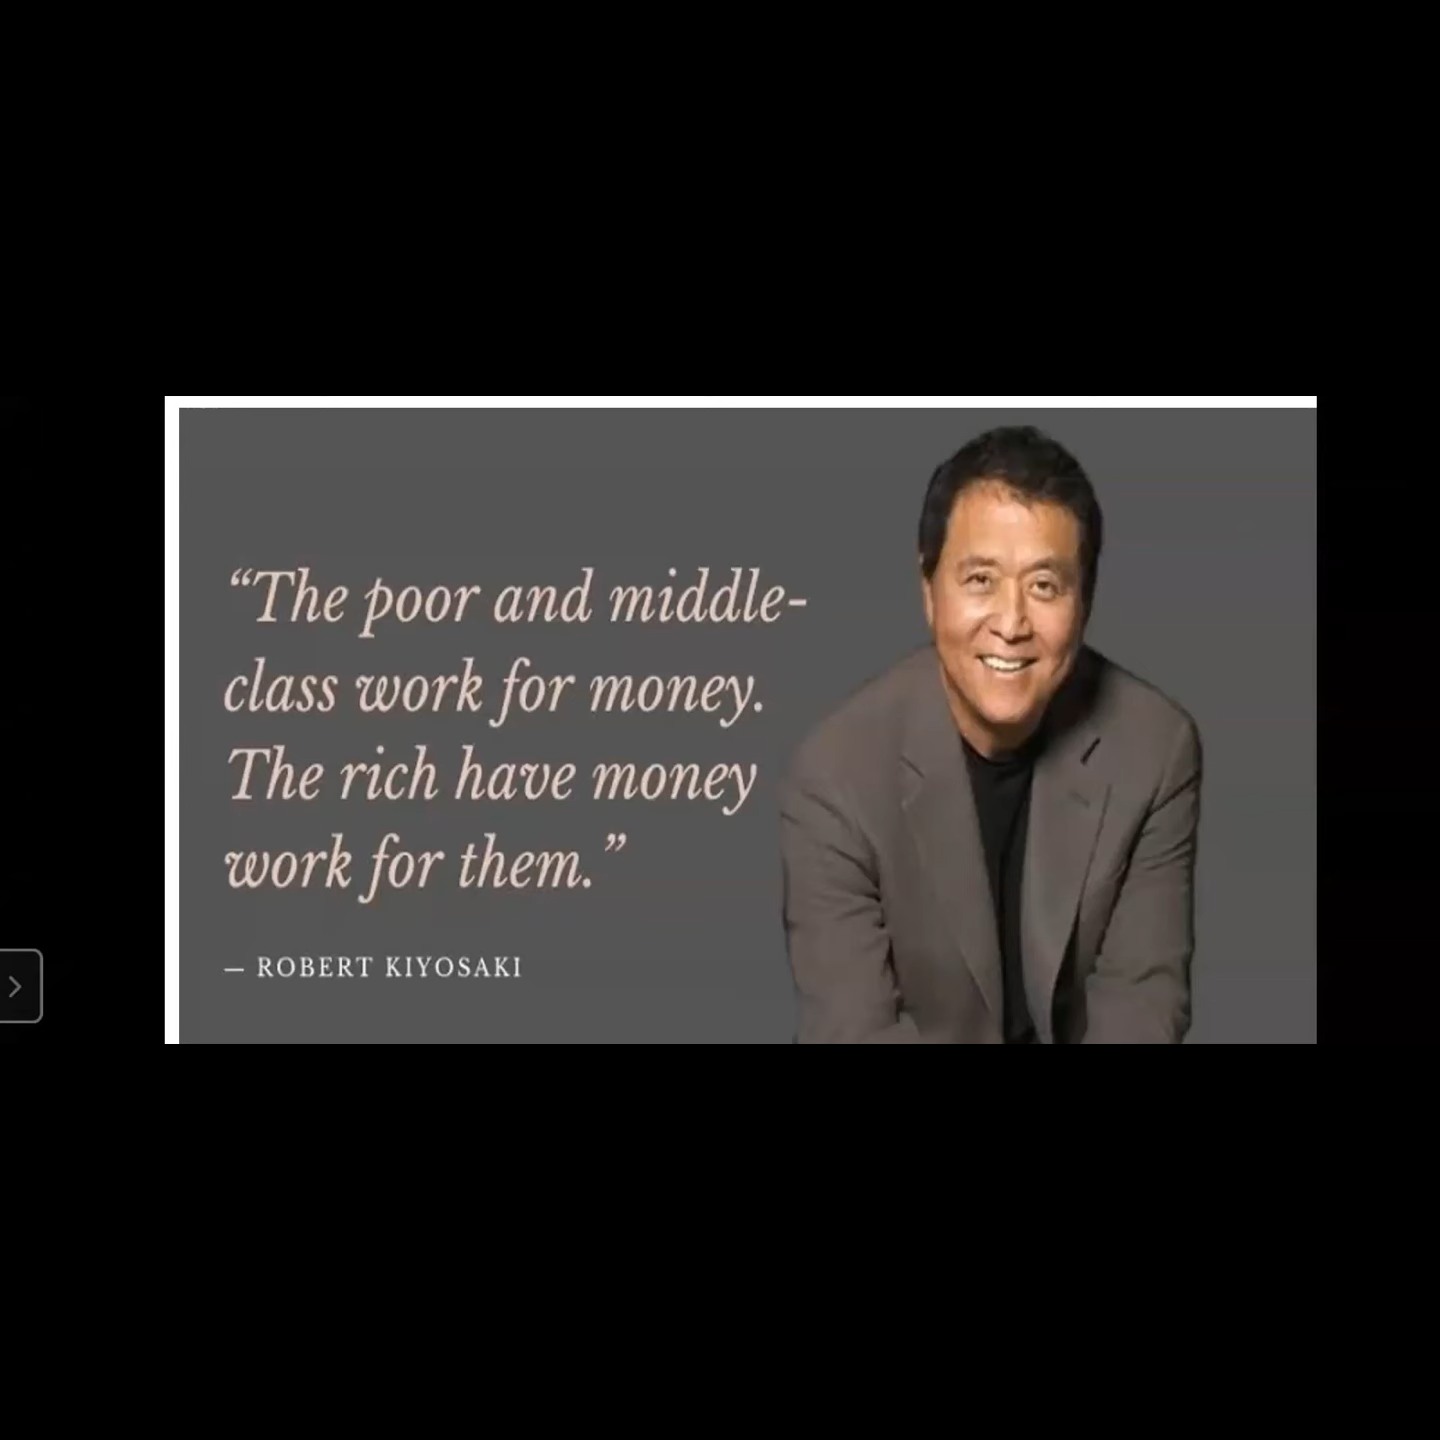 “The poor and middle-
class work for money.
The rich have money
work for them.”
— ROBERT KIYOSAKI